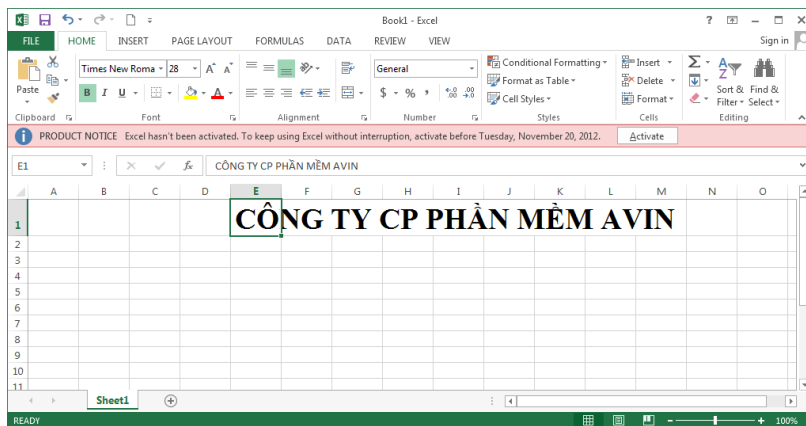 Book1 - Excel
?
FILE HOME INSERT PAGE LAYOUT FORMULAS DATA REVIEW VIEW Sign in
Paste
Times New Roma 28 A A
B I U A
General
$ % , .00 .0
Conditional Formatting
Format as Table
Cell Styles
Insert
Delete
Format
Σ
Sort & Filter
Find & Select
Clipboard Font Alignment Number Styles Cells Editing
PRODUCT NOTICE Excel hasn't been activated. To keep using Excel without interruption, activate before Tuesday, November 20, 2012. Activate
E1 fx CÔNG TY CP PHẦN MỀM AVIN
A B C D E F G H I J K L M N O
1 CÔNG TY CP PHẦN MỀM AVIN
2
3
4
5
6
7
8
9
10
11
Sheet1
READY 100%